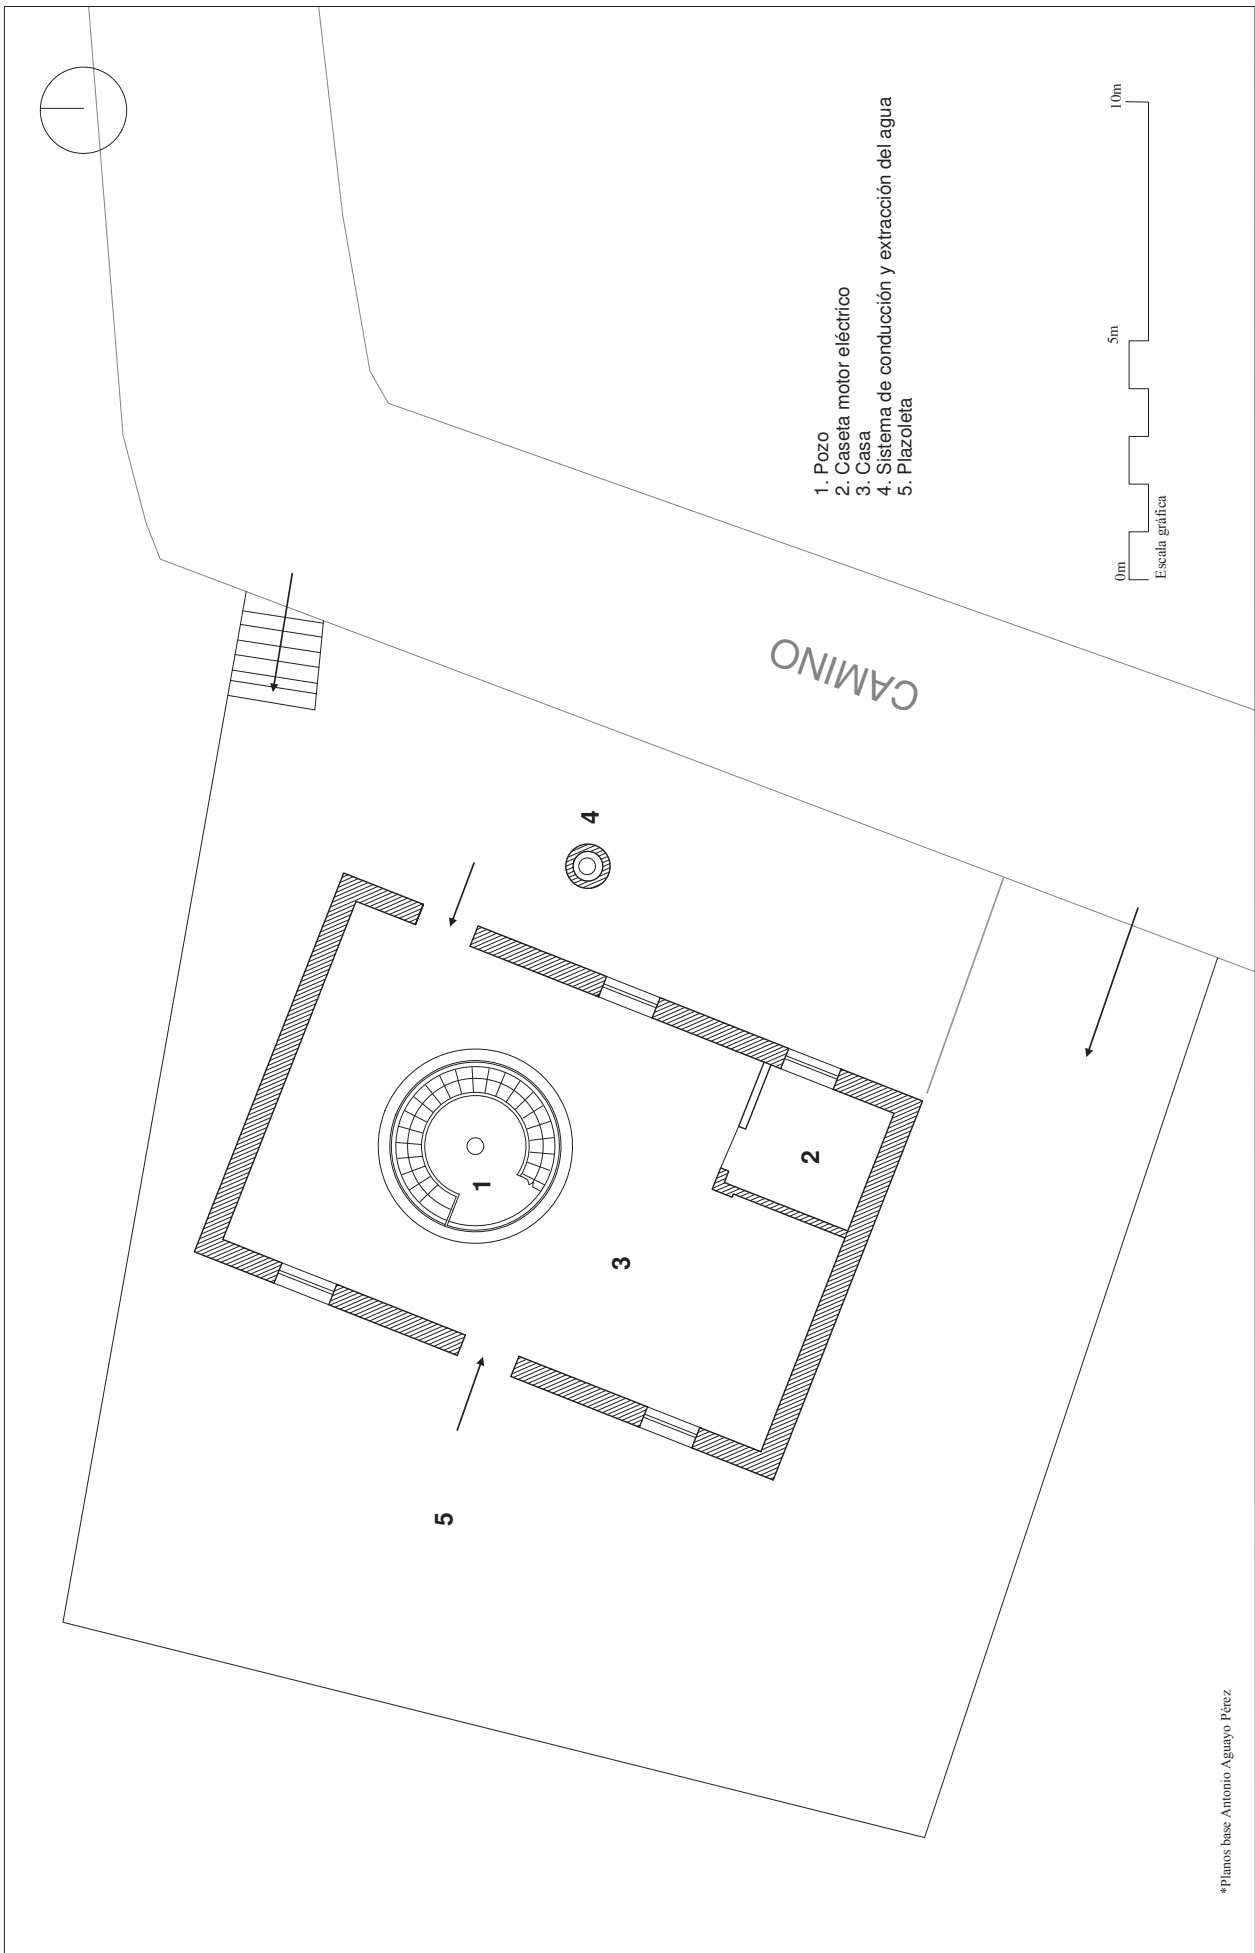 1. Pozo
2. Caseta motor eléctrico
3. Casa
4. Sistema de conducción y extracción del agua
5. Plazoleta
CAMINO
1
2
3
4
5
0m
5m
10m
Escala gráfica
*Planos base Antonio Aguayo Pérez